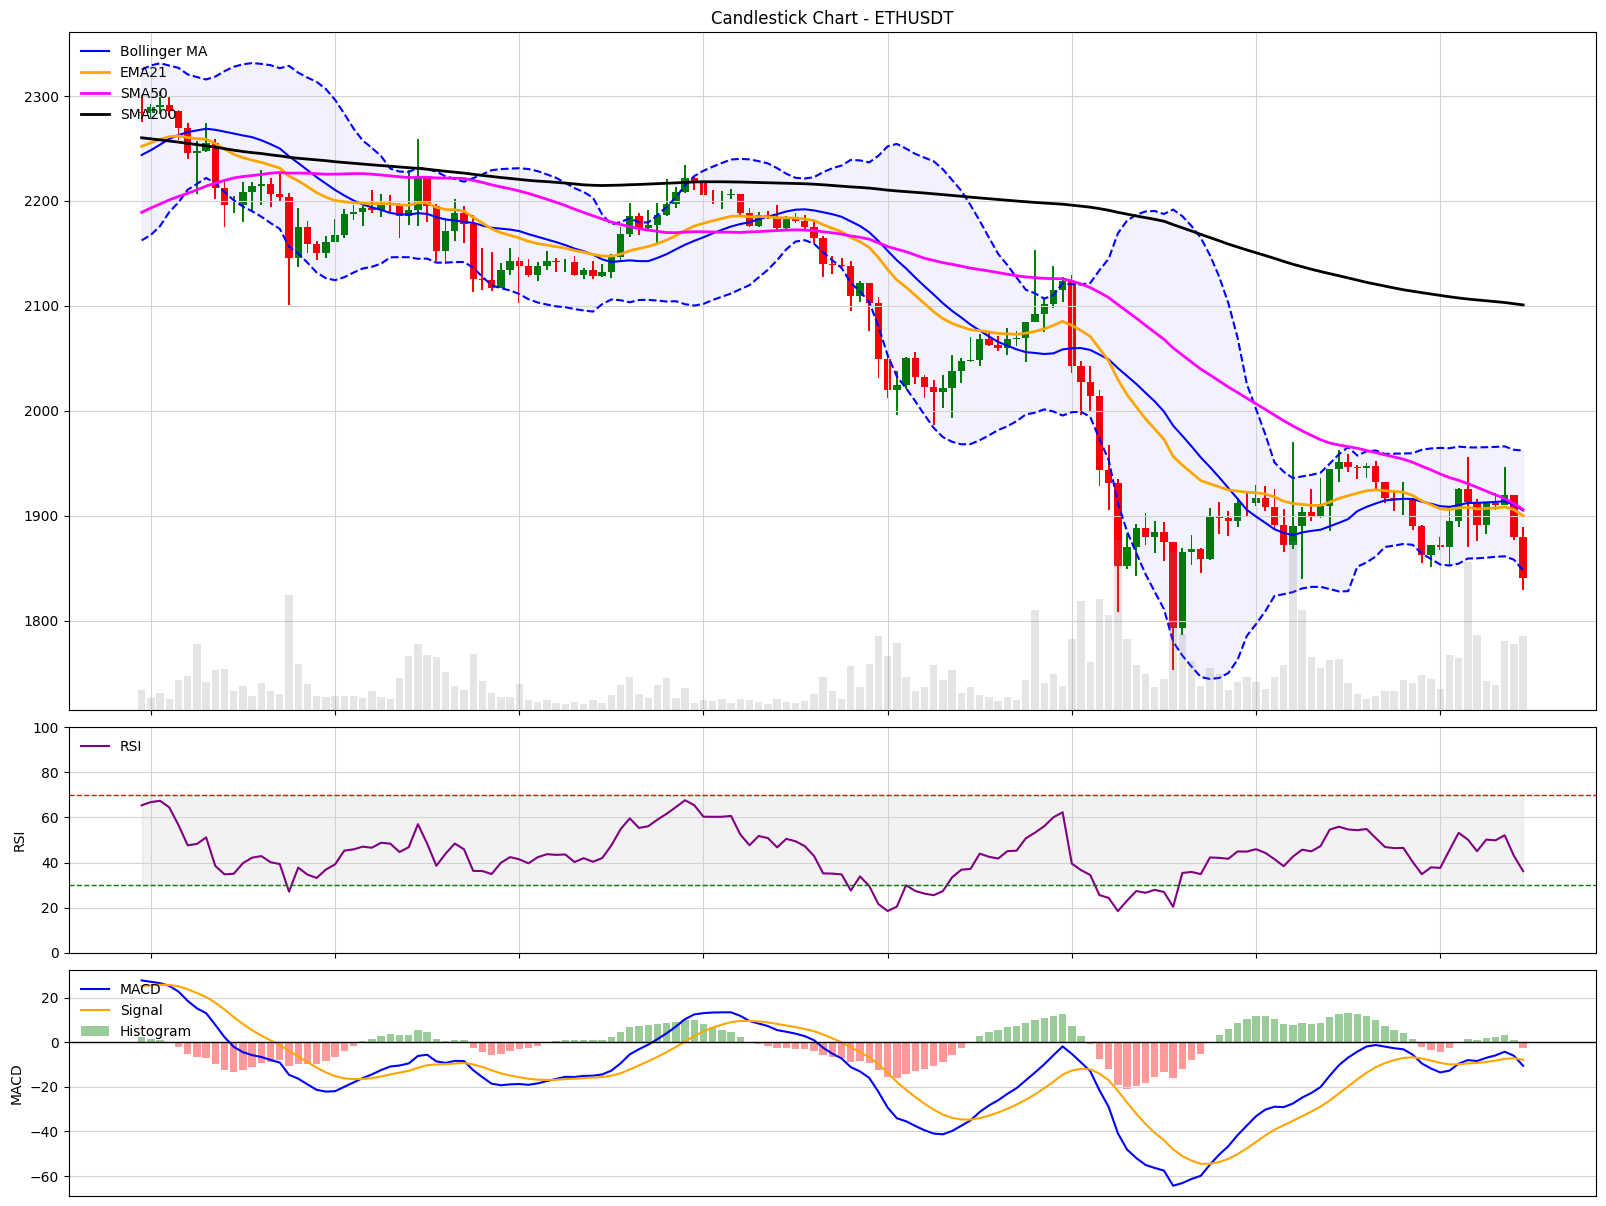 Candlestick Chart - ETHUSDT
Bollinger MA
EMA21
SMA50
SMA200
2300
2200
2100
2000
1900
1800
RSI
100
80
60
40
20
0
RSI
MACD
Signal
Histogram
20
0
−20
−40
−60
MACD